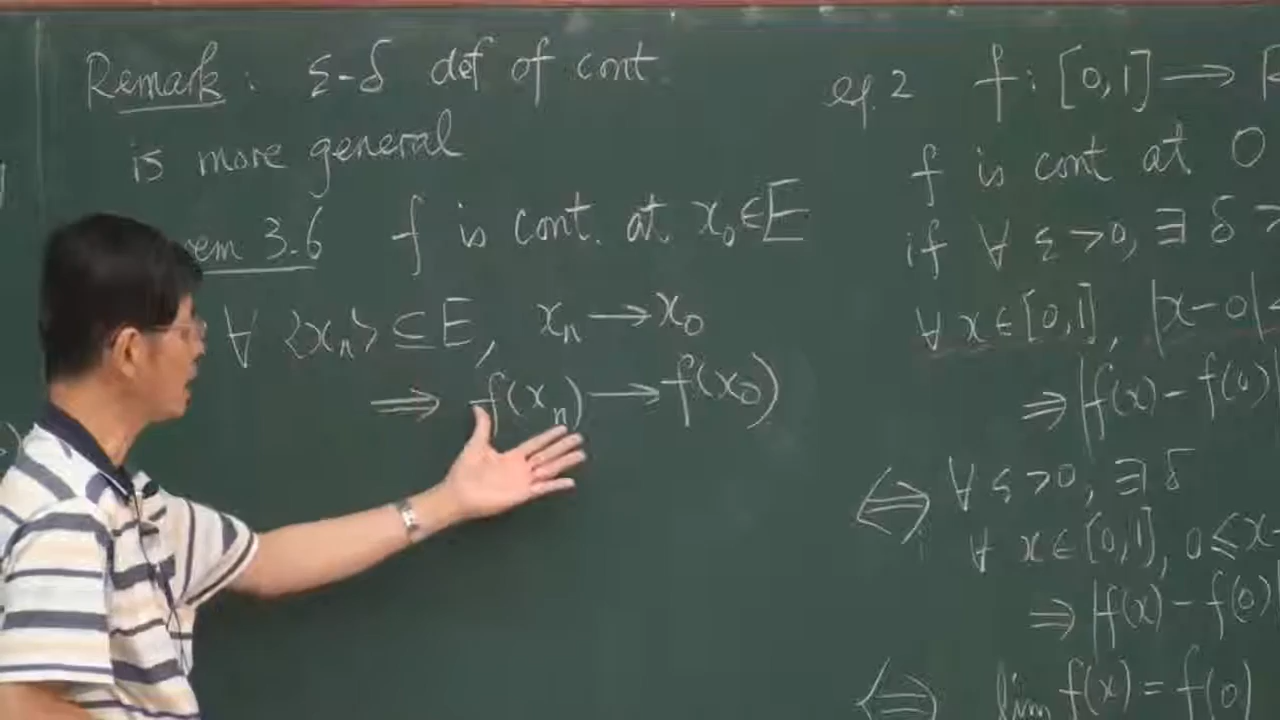 Remark: ε-δ def of cont
is more general
em 3.6 f is cont. at x₀∈E
∀ ⟨xₙ⟩ ⊆ E, xₙ → x₀
⇒ f(xₙ) → f(x₀)
eg. 2 f: [0,1] →
f is cont at 0
if ∀ ε>0, ∃ δ >
∀ x∈[0,1], |x-0| <
⇒ |f(x) - f(0)|
⇔ ∀ ε>0, ∃ δ
∀ x∈[0,1], 0≤x-
⇒ |f(x) - f(0)|
⇔ lim f(x) = f(0)